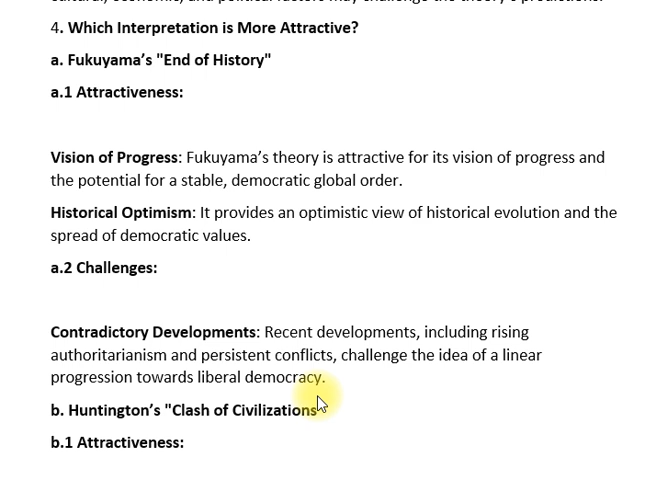 4. Which Interpretation is More Attractive?
a. Fukuyama’s "End of History"
a.1 Attractiveness:
Vision of Progress: Fukuyama’s theory is attractive for its vision of progress and
the potential for a stable, democratic global order.
Historical Optimism: It provides an optimistic view of historical evolution and the
spread of democratic values.
a.2 Challenges:
Contradictory Developments: Recent developments, including rising
authoritarianism and persistent conflicts, challenge the idea of a linear
progression towards liberal democracy.
b. Huntington’s "Clash of Civilizations"
b.1 Attractiveness: